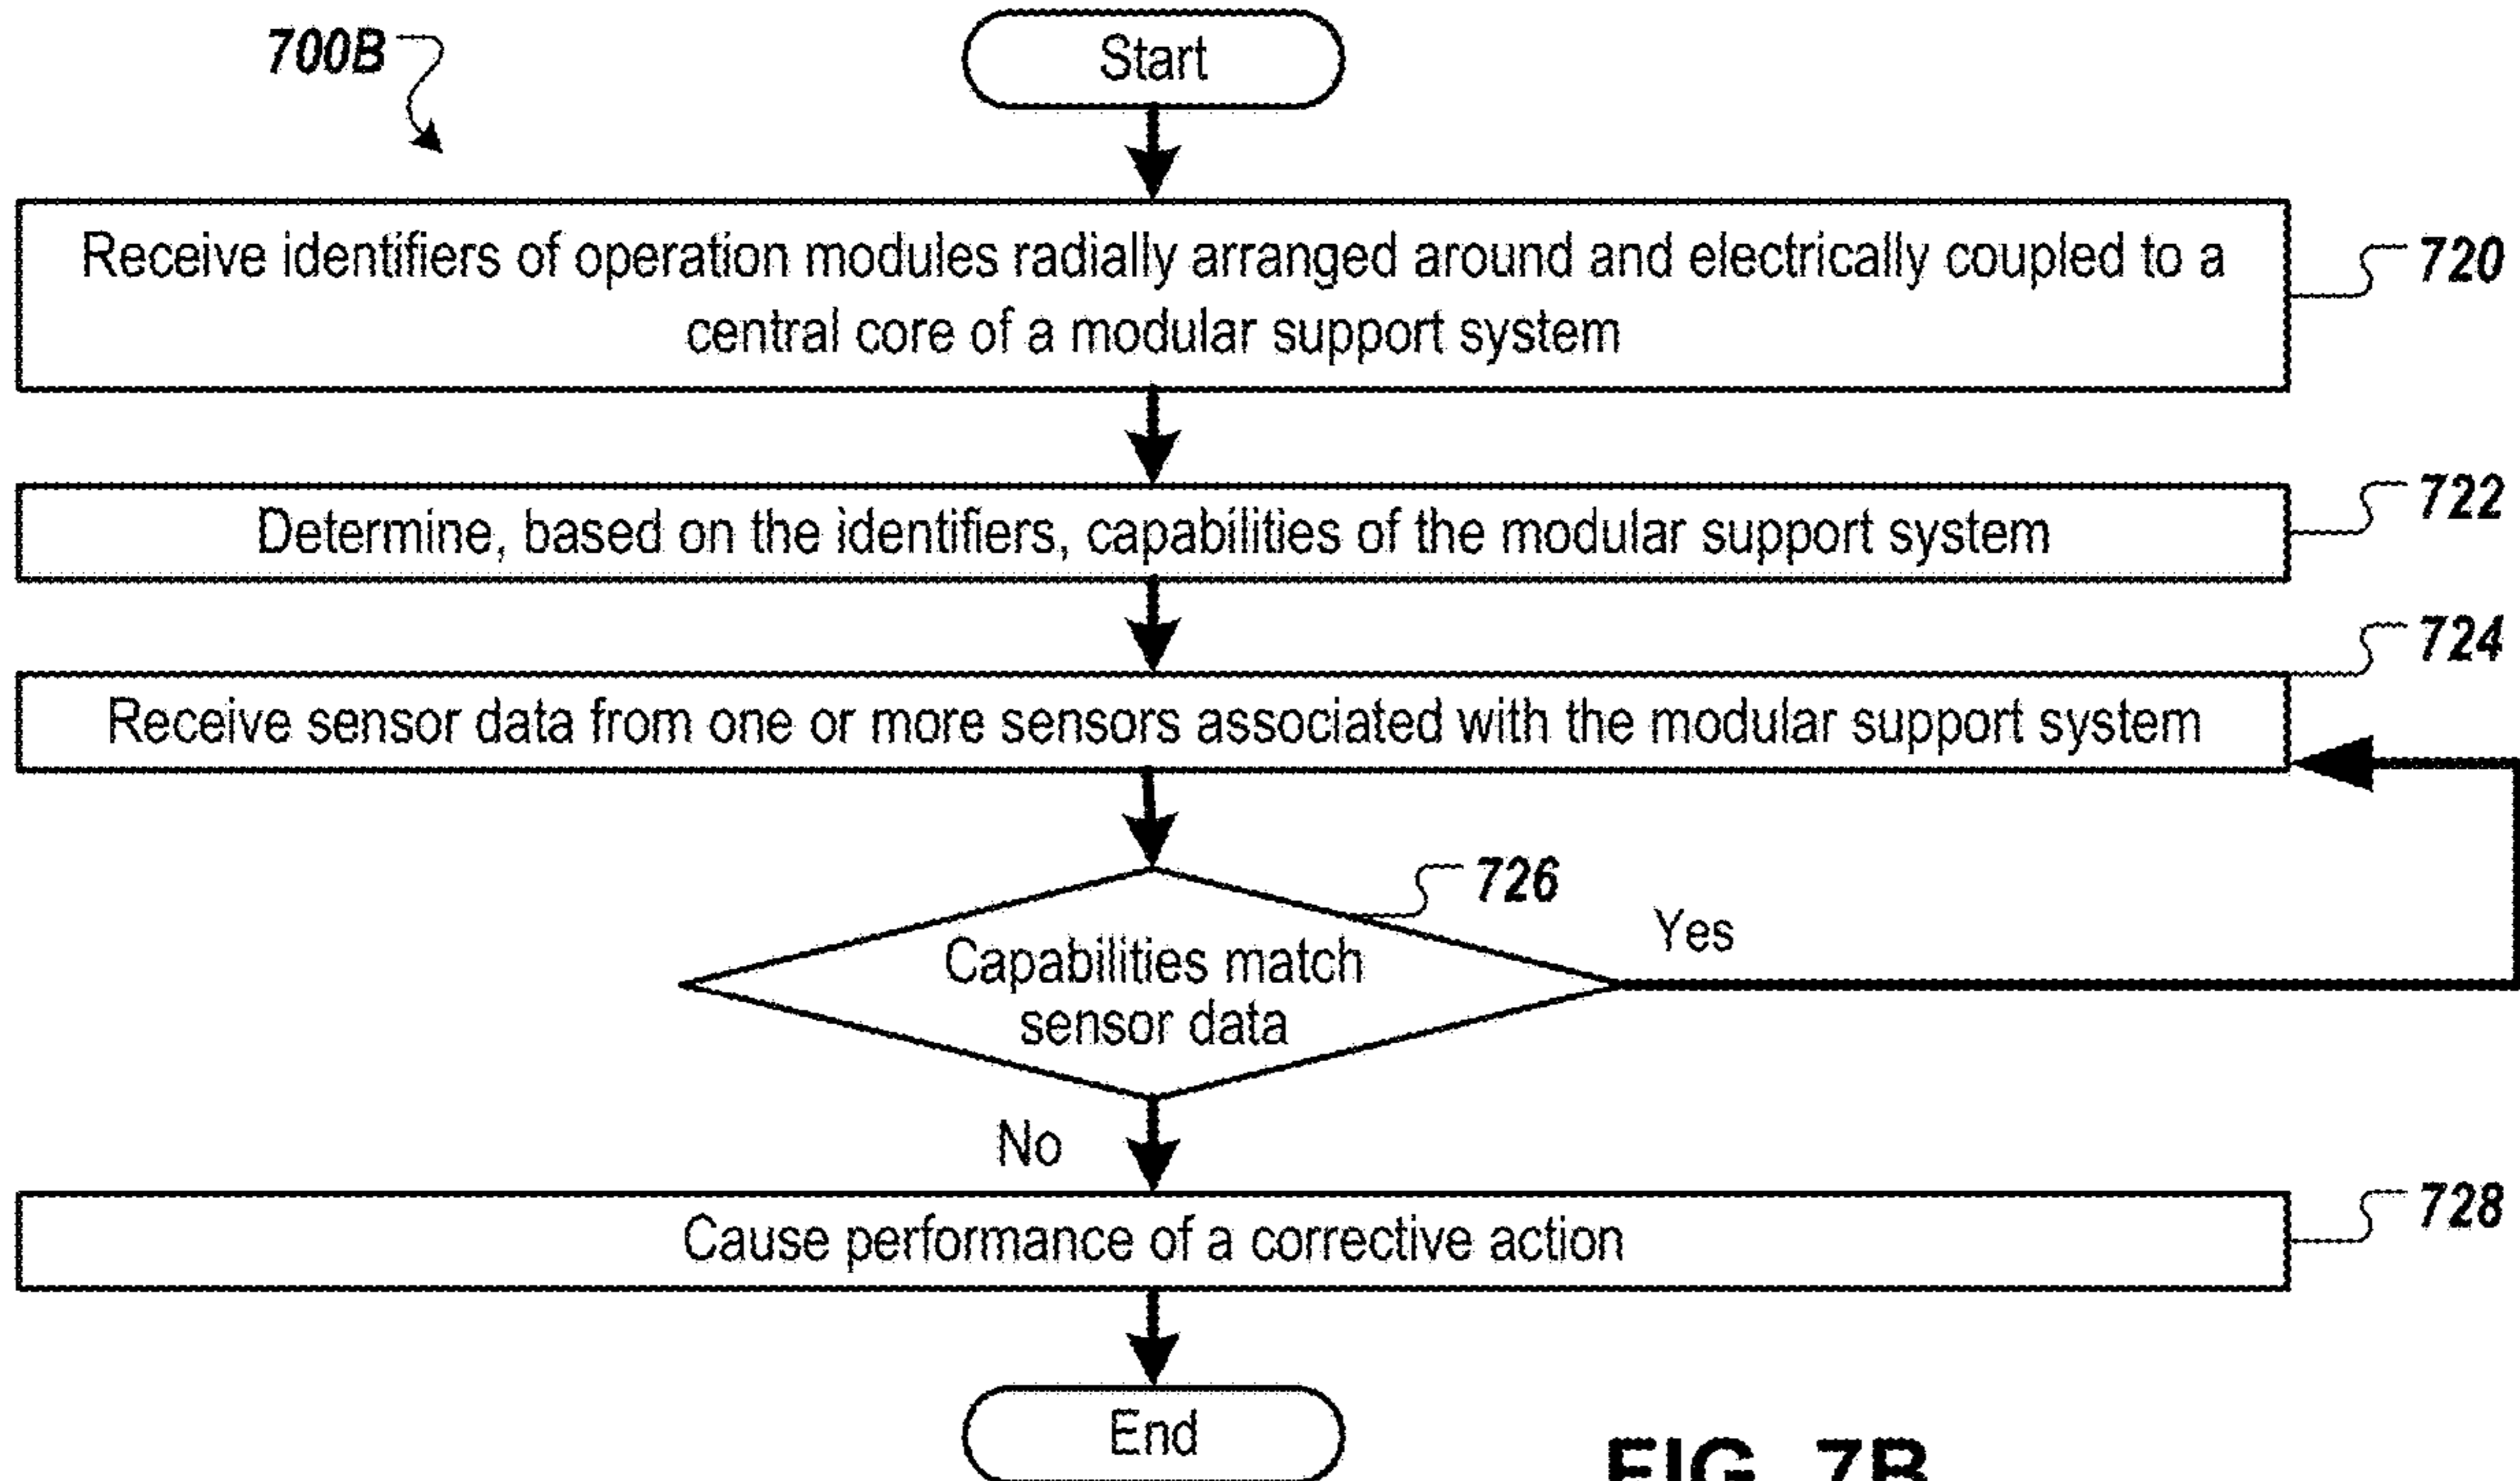 700B
Start
Receive identifiers of operation modules radially arranged around and electrically coupled to a
central core of a modular support system
720
Determine, based on the identifiers, capabilities of the modular support system
722
724
Receive sensor data from one or more sensors associated with the modular support system
726
Yes
Capabilities match
sensor data
No
Cause performance of a corrective action
728
End
FIG. 7B